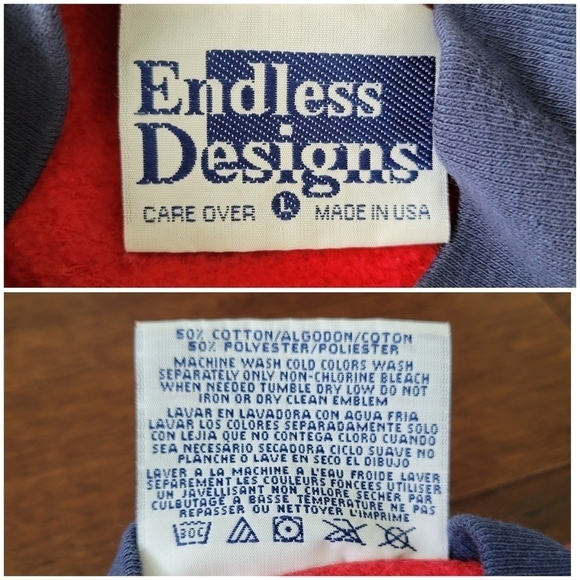 Endless
Designs
CARE OVER L MADE IN USA
50% COTTON/ALGODON/COTON
50% POLYESTER/POLIESTER
MACHINE WASH COLD COLORS WASH
SEPARATELY ONLY NON-CHLORINE BLEACH
WHEN NEEDED TUMBLE DRY LOW DO NOT
IRON OR DRY CLEAN EMBLEM
LAVAR EN LAVADORA CON AGUA FRIA
LAVAR LOS COLORES SEPARADAMENTE SOLO
CON LEJIA QUE NO CONTEGA CLORO CUANDO
SEA NECESARIO SECADORA CICLO SUAVE NO
PLANCHE O LAVE EN SECO EL DIBUJO
LAVER A LA MACHINE A L'EAU FROIDE LAVER
SEPAREMENT LES COULEURS FONCEES UTILISER
UN JAVELLISANT NON CHLORE SECHER PAR
CULBUTAGE A BASSE TEMPERATURE NE PAS
REPASSER OU NETTOYER L'IMPRIME
30C